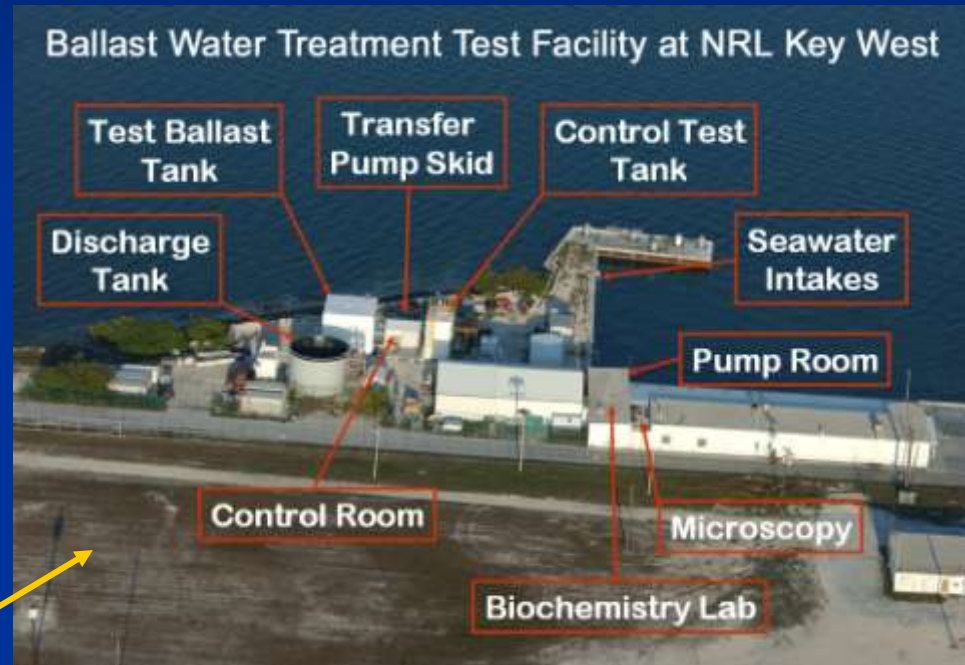 Ballast Water Treatment Test Facility at NRL Key West
Test Ballast
Tank
Transfer
Pump Skid
Control Test
Tank
Discharge
Tank
Seawater
Intakes
Pump Room
Control Room
Microscopy
Biochemistry Lab